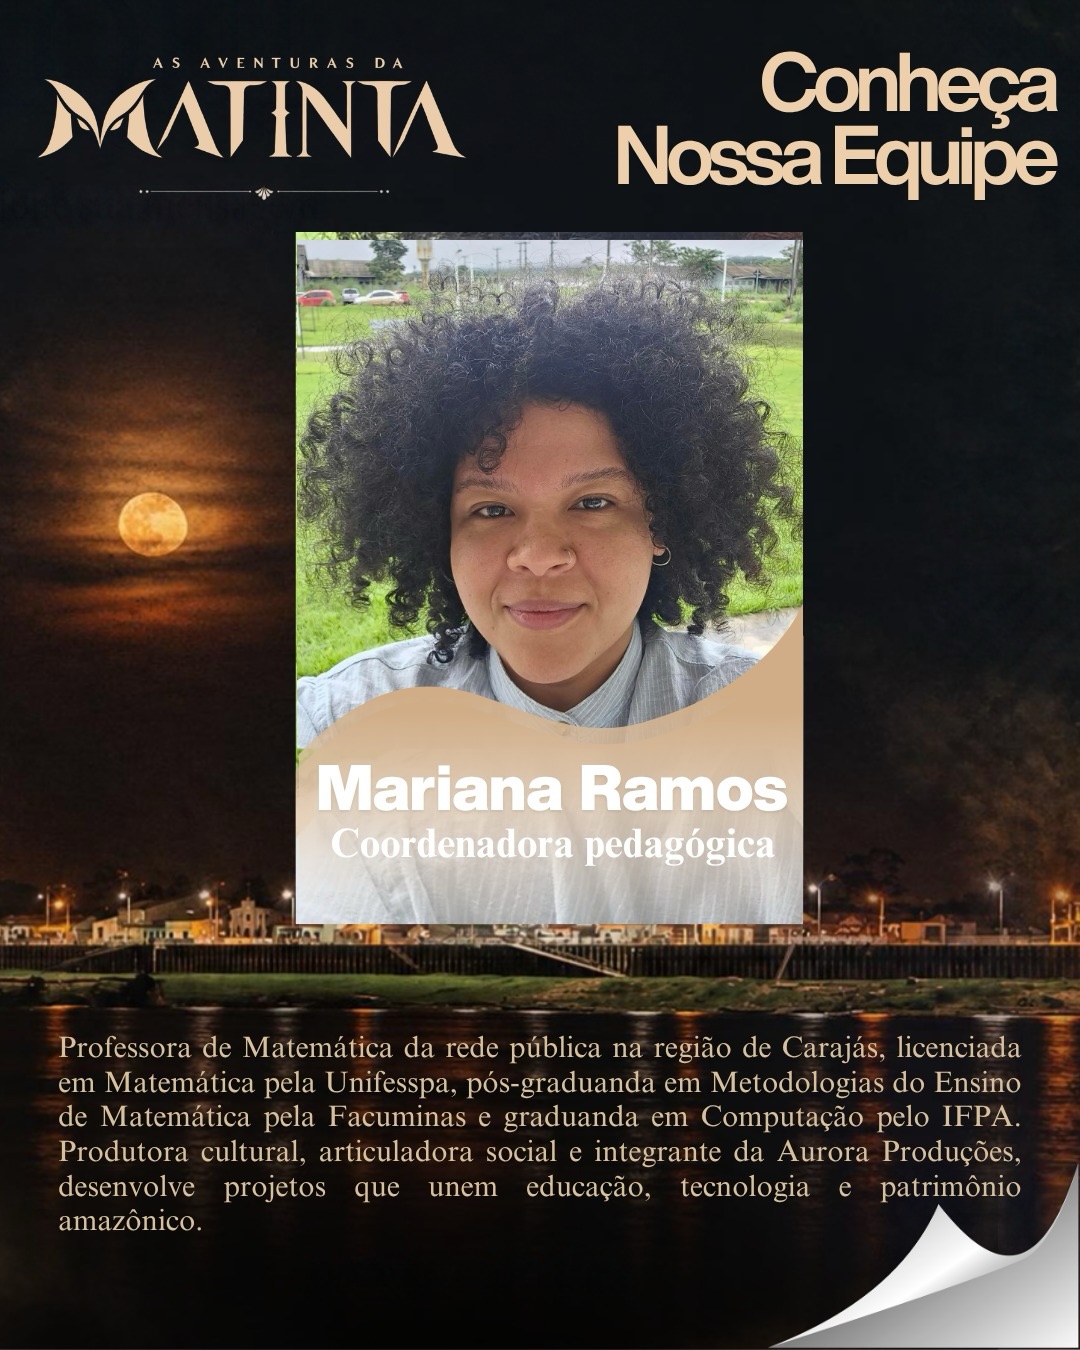 AS AVENTURAS DA
MATINTA
Conheça
Nossa Equipe
Mariana Ramos
Coordenadora pedagógica
Professora de Matemática da rede pública na região de Carajás, licenciada
em Matemática pela Unifesspa, pós-graduanda em Metodologias do Ensino
de Matemática pela Facuminas e graduanda em Computação pelo IFPA.
Produtora cultural, articuladora social e integrante da Aurora Produções,
desenvolve projetos que unem educação, tecnologia e patrimônio
amazônico.